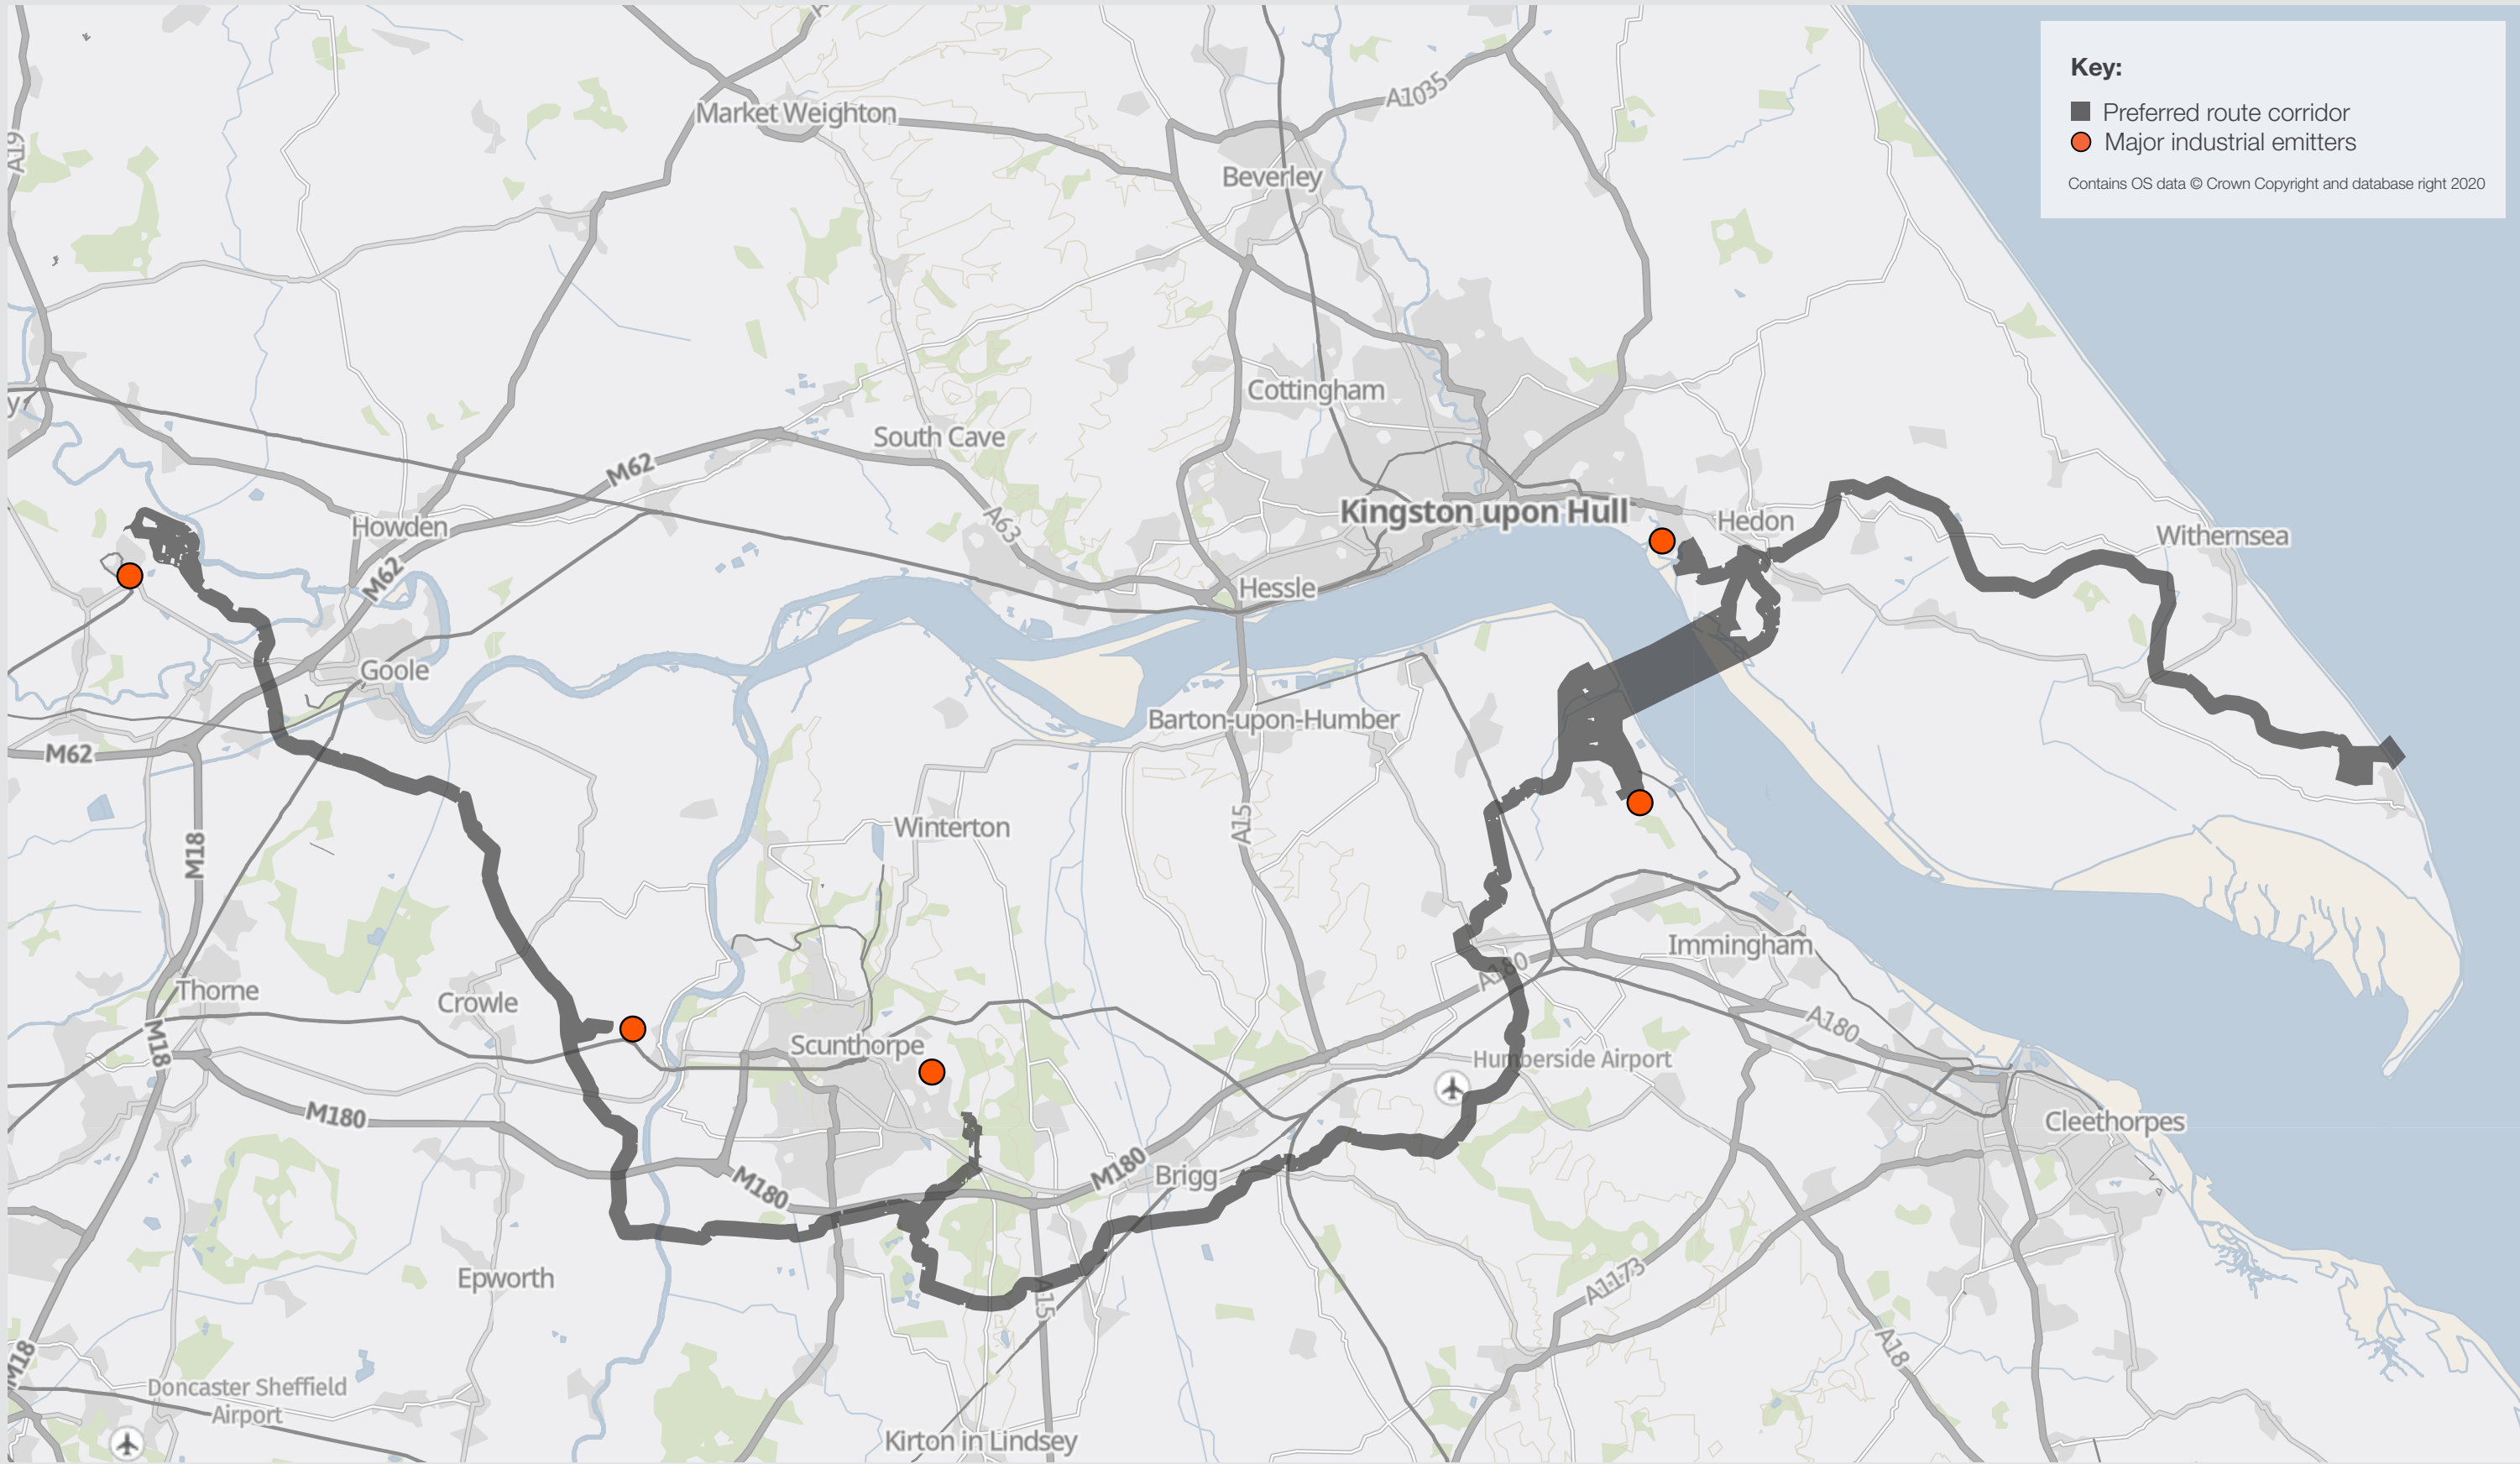 Key:
Preferred route corridor
Major industrial emitters
Contains OS data © Crown Copyright and database right 2020
A19
Market Weighton
A1035
Beverley
Cottingham
South Cave
M62
A63
Kingston upon Hull
Hedon
Withernsea
Howden
M62
Hessle
Goole
Barton-upon-Humber
M62
A15
Winterton
M18
Immingham
A180
Thorne
Crowle
M18
Scunthorpe
Humberside Airport
A180
M180
Cleethorpes
M180
M180
Brigg
Epworth
A15
A1173
A18
M18
Doncaster Sheffield
Airport
Kirton in Lindsey